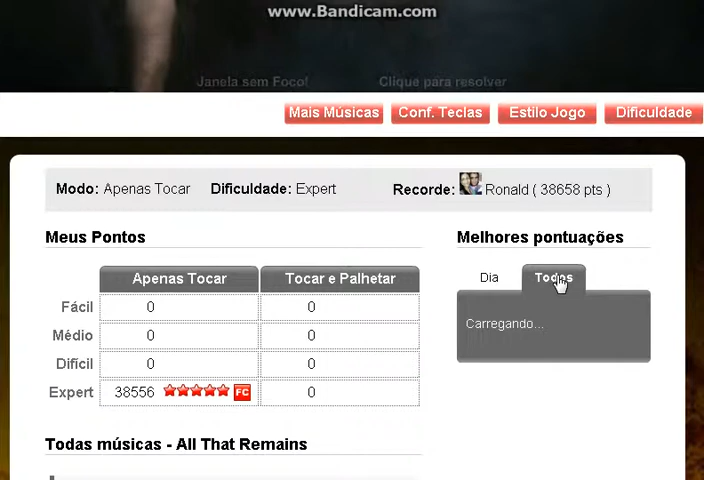 www.Bandicam.com
Janela sem Foco! Clique para resolver
Mais Músicas Conf. Teclas Estilo Jogo Dificuldade
Modo: Apenas Tocar Dificuldade: Expert Recorde: Ronald ( 38658 pts )
Meus Pontos
Apenas Tocar Tocar e Palhetar
Fácil 0 0
Médio 0 0
Difícil 0 0
Expert 38556 FC 0
Melhores pontuações
Dia Todos
Carregando...
Todas músicas - All That Remains